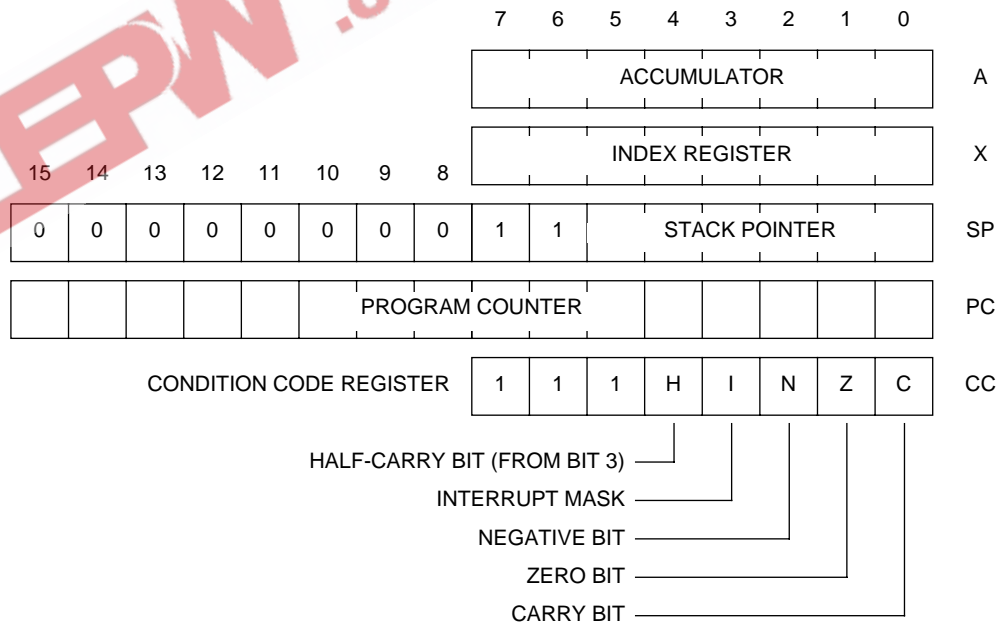 7 6 5 4 3 2 1 0
ACCUMULATOR A
INDEX REGISTER X
15 14 13 12 11 10 9 8
0 0 0 0 0 0 0 0 1 1 STACK POINTER SP
PROGRAM COUNTER PC
CONDITION CODE REGISTER 1 1 1 H I N Z C CC
HALF-CARRY BIT (FROM BIT 3)
INTERRUPT MASK
NEGATIVE BIT
ZERO BIT
CARRY BIT